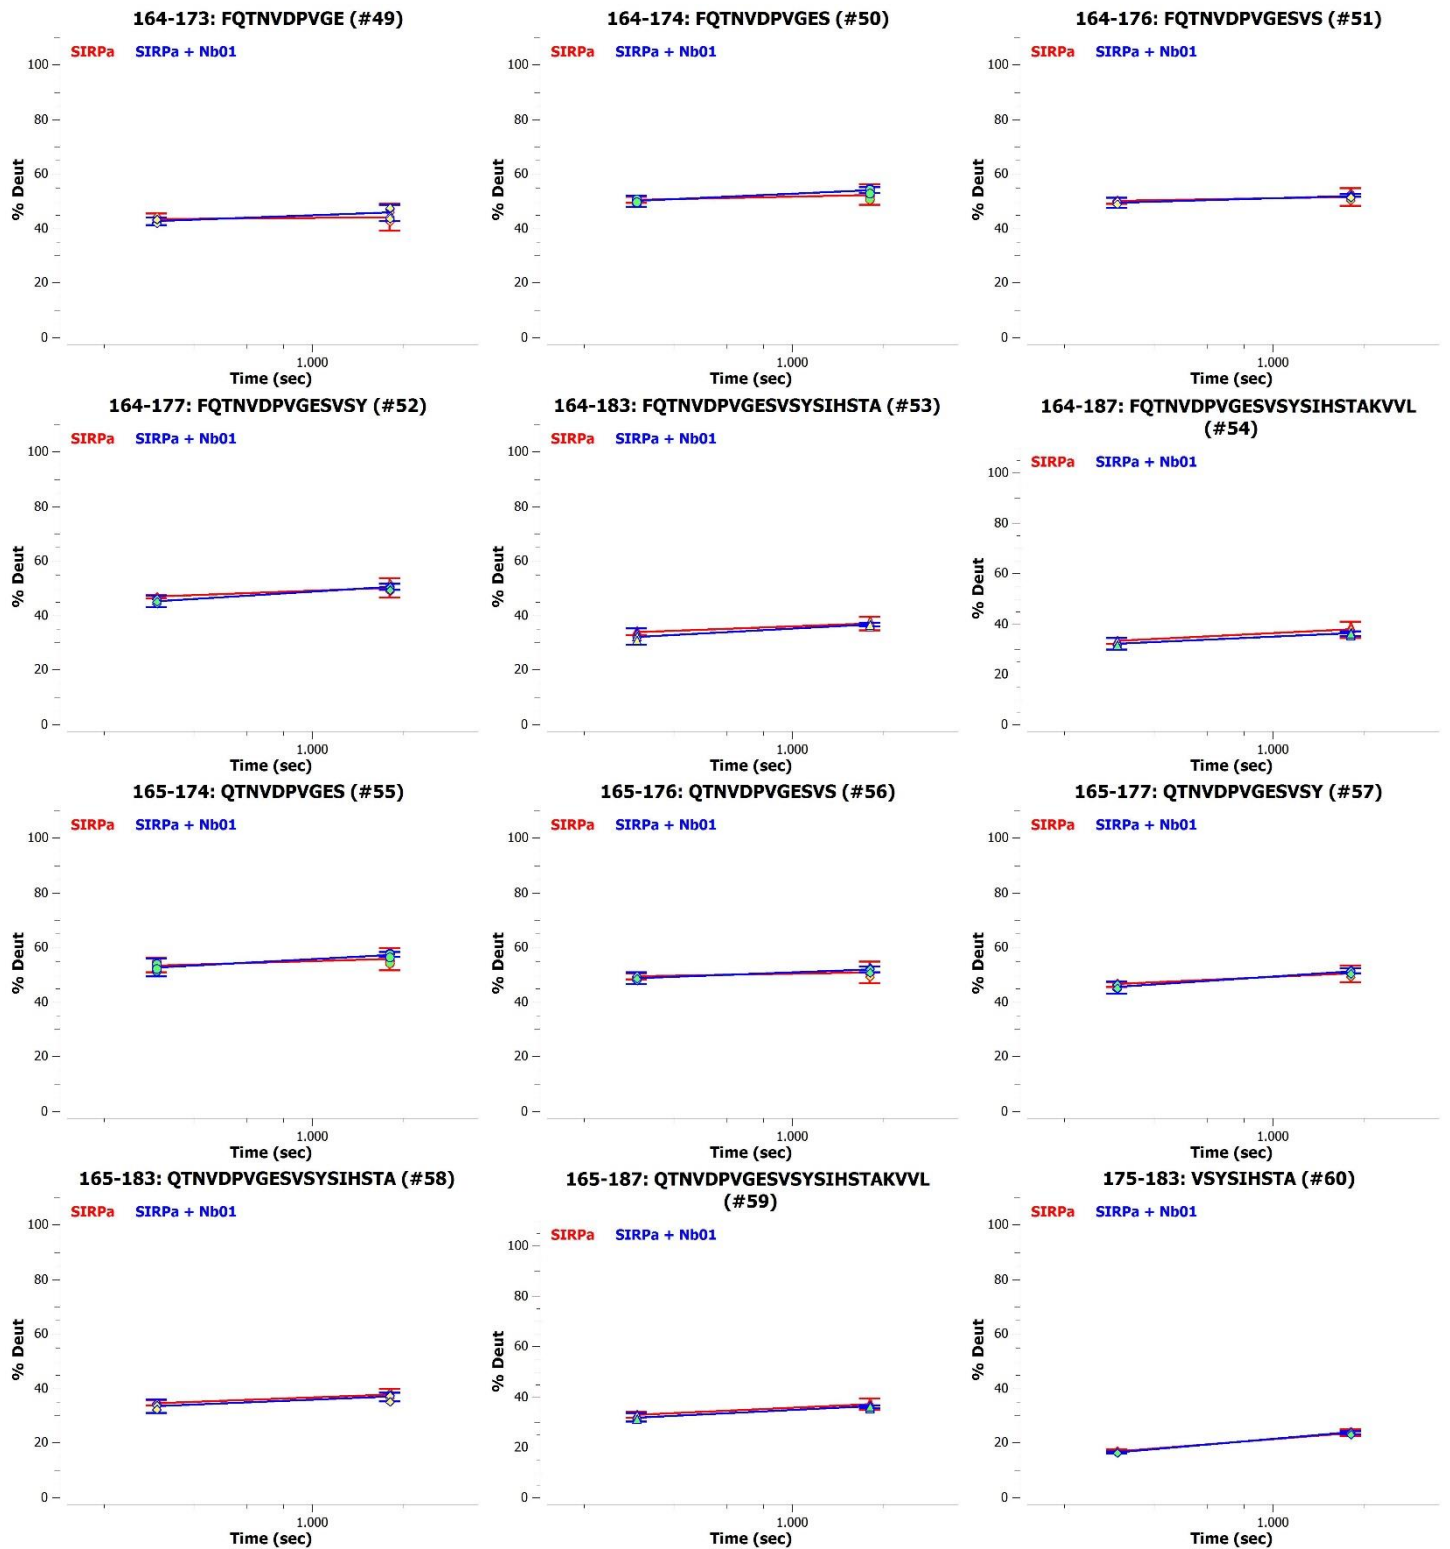 164-173: FQTNVDPVGE (#49)
SIRPa SIRPa + Nb01
100
80
60
40
20
0
% Deut
1.000
Time (sec)
164-174: FQTNVDPVGES (#50)
SIRPa SIRPa + Nb01
100
80
60
40
20
0
% Deut
1.000
Time (sec)
164-176: FQTNVDPVGESVS (#51)
SIRPa SIRPa + Nb01
100
80
60
40
20
0
% Deut
1.000
Time (sec)
164-177: FQTNVDPVGESVSY (#52)
SIRPa SIRPa + Nb01
100
80
60
40
20
0
% Deut
1.000
Time (sec)
164-183: FQTNVDPVGESVSYSIHSTA (#53)
SIRPa SIRPa + Nb01
100
80
60
40
20
0
% Deut
1.000
Time (sec)
164-187: FQTNVDPVGESVSYSIHSTAKVVL
(#54)
SIRPa SIRPa + Nb01
100
80
60
40
20
0
% Deut
1.000
Time (sec)
165-174: QTNVDPVGES (#55)
SIRPa SIRPa + Nb01
100
80
60
40
20
0
% Deut
1.000
Time (sec)
165-176: QTNVDPVGESVS (#56)
SIRPa SIRPa + Nb01
100
80
60
40
20
0
% Deut
1.000
Time (sec)
165-177: QTNVDPVGESVSY (#57)
SIRPa SIRPa + Nb01
100
80
60
40
20
0
% Deut
1.000
Time (sec)
165-183: QTNVDPVGESVSYSIHSTA (#58)
SIRPa SIRPa + Nb01
100
80
60
40
20
0
% Deut
1.000
Time (sec)
165-187: QTNVDPVGESVSYSIHSTAKVVL
(#59)
SIRPa SIRPa + Nb01
100
80
60
40
20
0
% Deut
1.000
Time (sec)
175-183: VSYSIHSTA (#60)
SIRPa SIRPa + Nb01
100
80
60
40
20
0
% Deut
1.000
Time (sec)